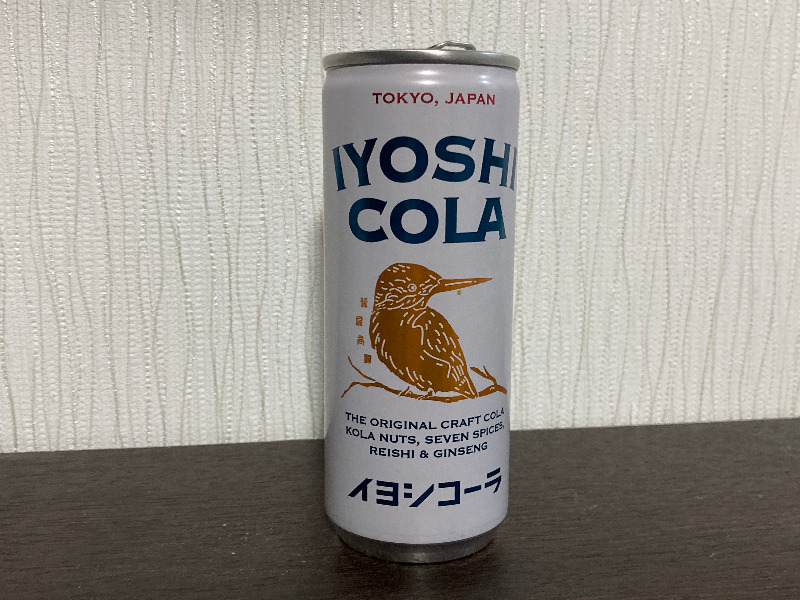 TOKYO, JAPAN
IYOSHI
COLA
THE ORIGINAL CRAFT COLA
KOLA NUTS, SEVEN SPICES,
REISHI & GINSENG
イヨシコーラ